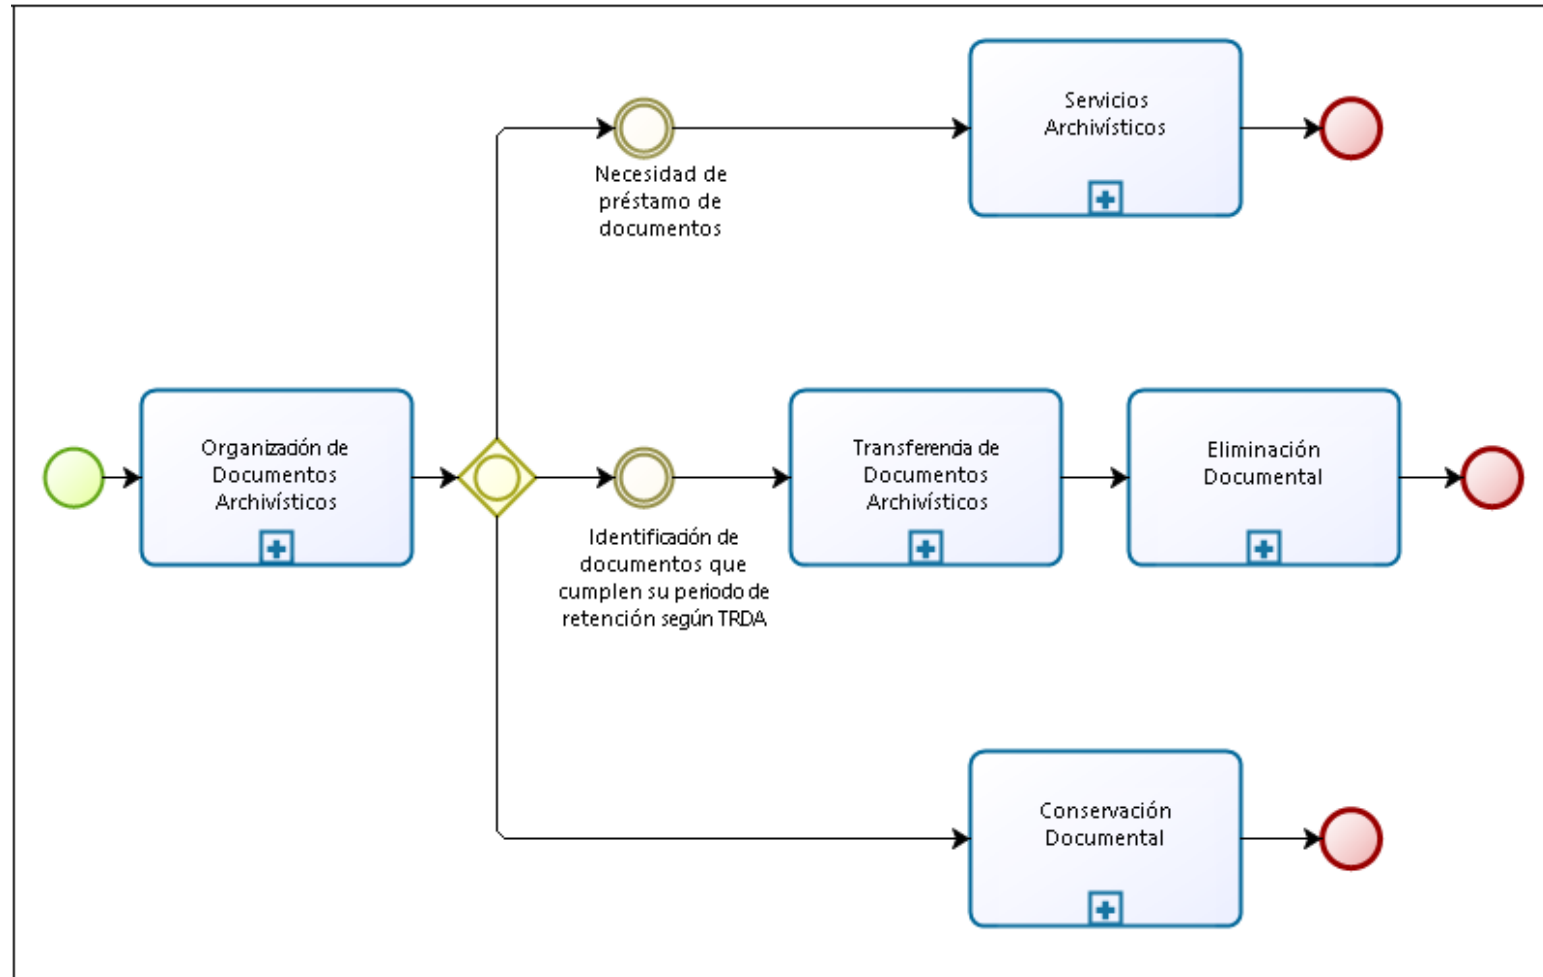 Servicios
Archivísticos
Necesidad de
préstamo de
documentos
Organización de
Documentos
Archivísticos
Transferencia de
Documentos
Archivísticos
Eliminación
Documental
Identificación de
documentos que
cumplen su periodo de
retención según TRDA
Conservación
Documental